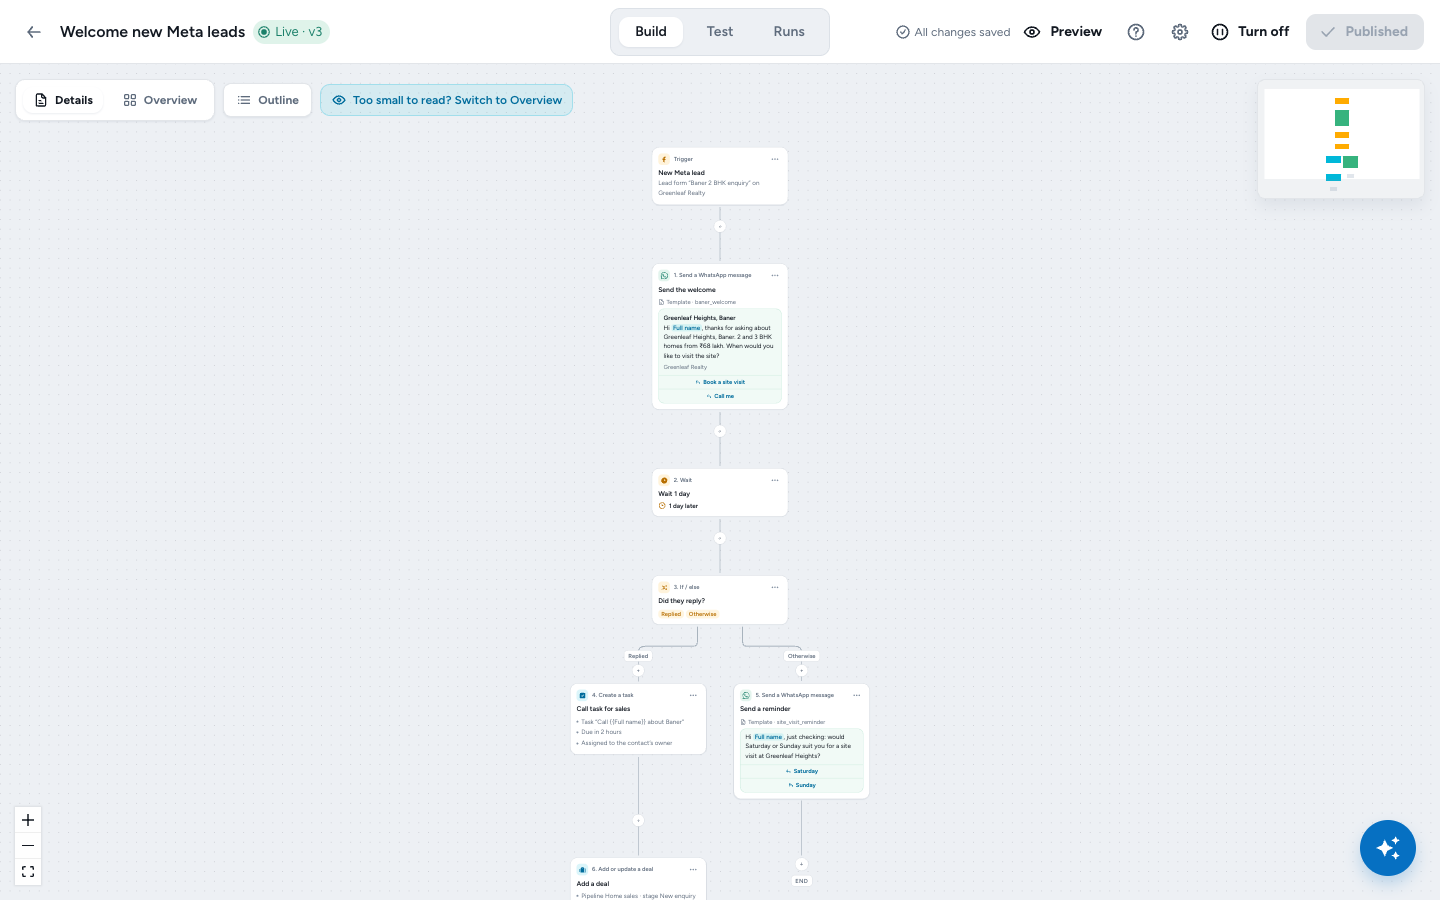 Welcome new Meta leads
Live · v3
Build
Test
Runs
All changes saved
Preview
Turn off
Published
Details
Overview
Outline
Too small to read? Switch to Overview
Trigger
New Meta lead
Lead form "Baner 2 BHK enquiry" on
Greenleaf Realty
1. Send a WhatsApp message
Send the welcome
Template · baner_welcome
Greenleaf Heights, Baner
Hi Full name, thanks for asking about
Greenleaf Heights, Baner. 2 and 3 BHK
homes from ₹68 lakh. When would you
like to visit the site?
Greenleaf Realty
Book a site visit
Call me
2. Wait
Wait 1 day
1 day later
3. If / else
Did they reply?
Replied
Otherwise
Replied
Otherwise
4. Create a task
Call task for sales
Task "Call {{Full name}} about Baner"
Due in 2 hours
Assigned to the contact's owner
5. Send a WhatsApp message
Send a reminder
Template · site_visit_reminder
Hi Full name, just checking: would
Saturday or Sunday suit you for a site
visit at Greenleaf Heights?
Saturday
Sunday
6. Add or update a deal
Add a deal
Pipeline Home sales · stage New enquiry
END